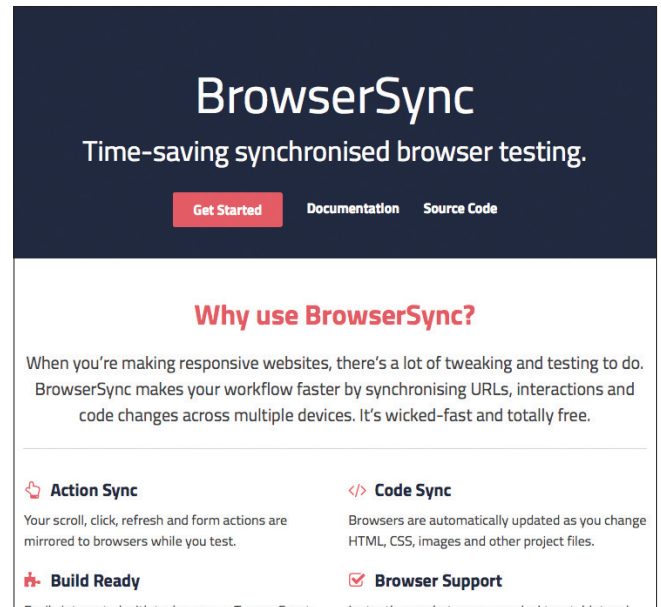 BrowserSync
Time-saving synchronised browser testing.
Get Started
Documentation
Source Code
Why use BrowserSync?
When you're making responsive websites, there's a lot of tweaking and testing to do.
BrowserSync makes your workflow faster by synchronising URLs, interactions and
code changes across multiple devices. It's wicked-fast and totally free.
Action Sync
Your scroll, click, refresh and form actions are
mirrored to browsers while you test.
Code Sync
Browsers are automatically updated as you change
HTML, CSS, images and other project files.
Build Ready
Browser Support